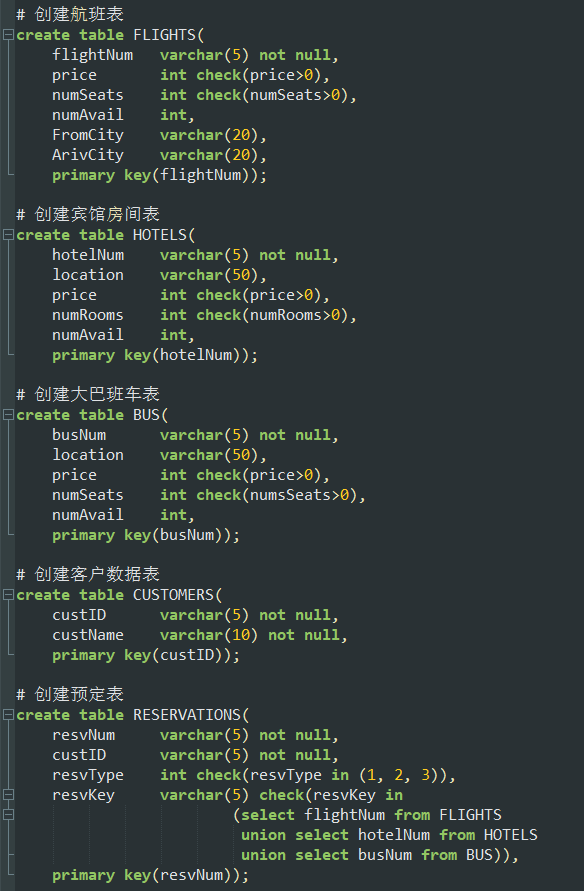 # 创建航班表
create table FLIGHTS(
    flightNum   varchar(5) not null,
    price       int check(price>0),
    numSeats    int check(numSeats>0),
    numAvail    int,
    FromCity    varchar(20),
    ArivCity    varchar(20),
    primary key(flightNum));

# 创建宾馆房间表
create table HOTELS(
    hotelNum    varchar(5) not null,
    location    varchar(50),
    price       int check(price>0),
    numRooms    int check(numRooms>0),
    numAvail    int,
    primary key(hotelNum));

# 创建大巴班车表
create table BUS(
    busNum      varchar(5) not null,
    location    varchar(50),
    price       int check(price>0),
    numSeats    int check(numsSeats>0),
    numAvail    int,
    primary key(busNum));

# 创建客户数据表
create table CUSTOMERS(
    custID      varchar(5) not null,
    custName    varchar(10) not null,
    primary key(custID));

# 创建预定表
create table RESERVATIONS(
    resvNum     varchar(5) not null,
    custID      varchar(5) not null,
    resvType    int check(resvType in (1, 2, 3)),
    resvKey     varchar(5) check(resvKey in
                        (select flightNum from FLIGHTS
                         union select hotelNum from HOTELS
                         union select busNum from BUS)),
    primary key(resvNum));